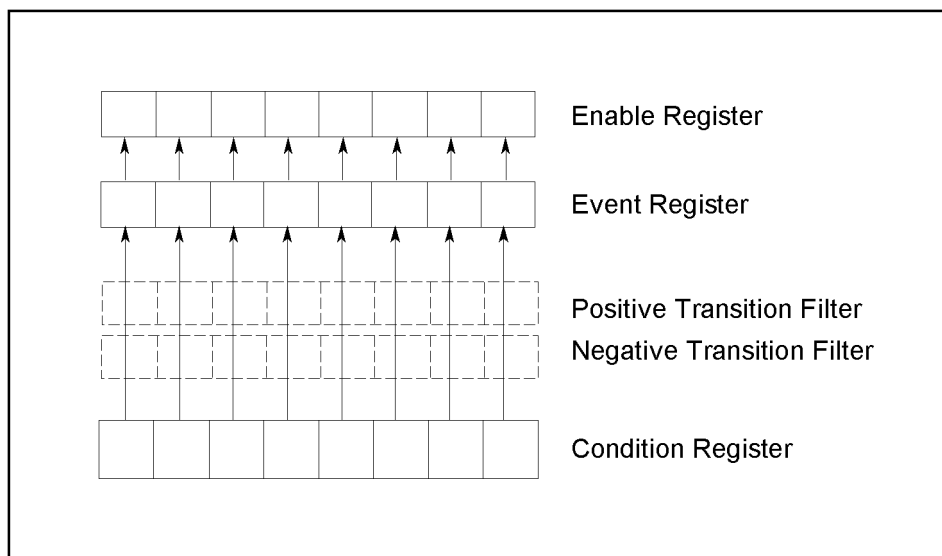 Enable Register
Event Register
Positive Transition Filter
Negative Transition Filter
Condition Register